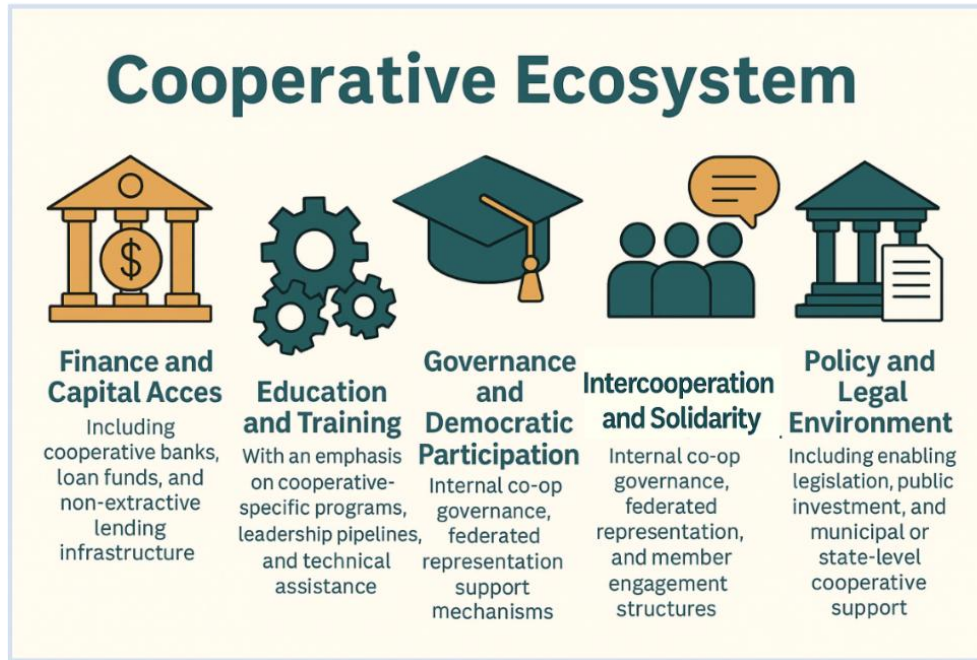 Cooperative Ecosystem
$
Finance and
Capital Acces
Including
cooperative banks,
loan funds, and
non-extractive
lending
infrastructure
Education
and Training
With an emphasis
on cooperative-
specific programs,
leadership pipelines,
and technical
assistance
Governance
and
Democratic
Participation
Internal co-op
governance,
federated
representation
support
mechanisms
Intercooperation
and Solidarity
Internal co-op
governance,
federated
representation,
and member
engagement
structures
Policy and
Legal
Environment
Including enabling
legislation, public
investment, and
municipal or
state-level
cooperative
support